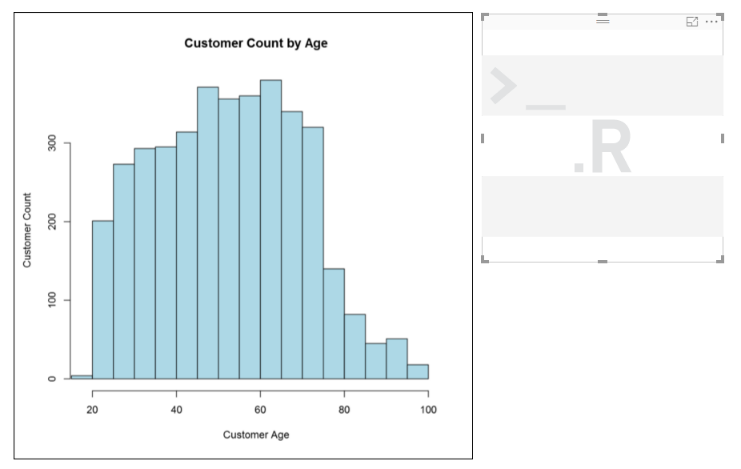 Customer Count by Age
Customer Count
300
200
100
0
20 40 60 80 100
Customer Age
>_
.R